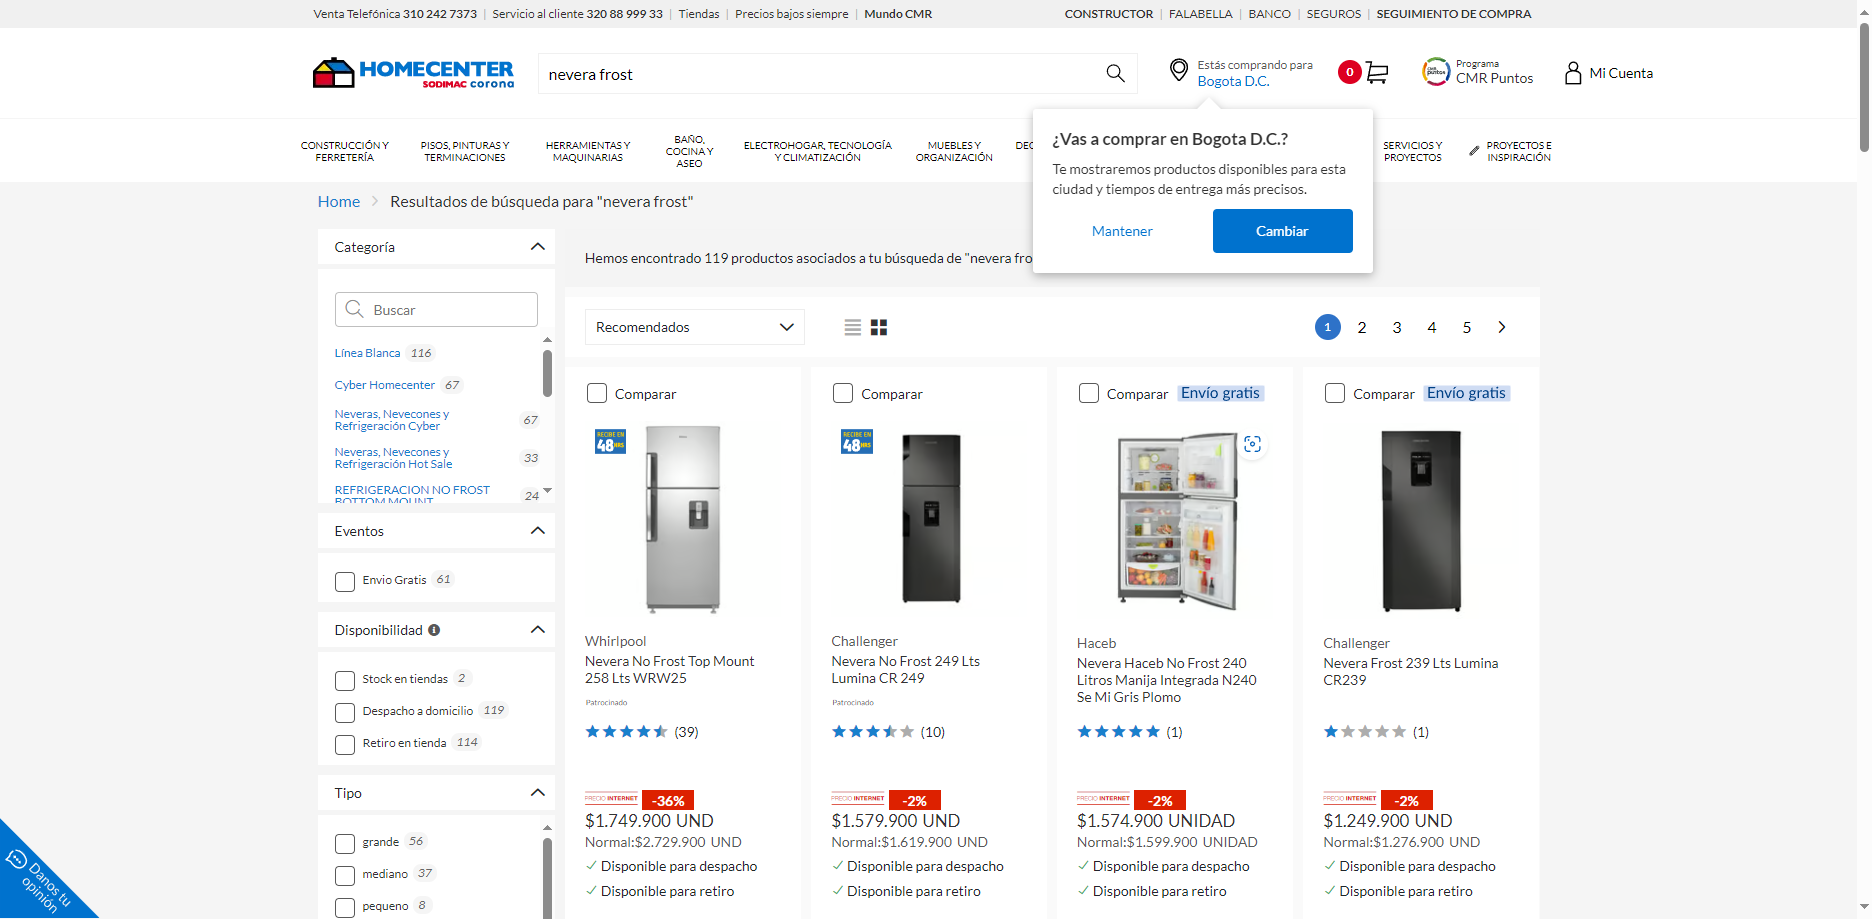 Venta Telefónica 310 242 7373 | Servicio al cliente 320 88 999 33 | Tiendas | Precios bajos siempre | Mundo CMR
CONSTRUCTOR | FALABELLA | BANCO | SEGUROS | SEGUIMIENTO DE COMPRA
HOMECENTER
SODIMAC corona
nevera frost
Estás comprando para
Bogota D.C.
0
CMR puntos
Programa
CMR Puntos
Mi Cuenta
CONSTRUCCIÓN Y
FERRETERÍA
PISOS, PINTURAS Y
TERMINACIONES
HERRAMIENTAS Y
MAQUINARIAS
BAÑO,
COCINA Y
ASEO
ELECTROHOGAR, TECNOLOGÍA
Y CLIMATIZACIÓN
MUEBLES Y
ORGANIZACIÓN
DEC
SERVICIOS Y
PROYECTOS
PROYECTOS E
INSPIRACIÓN
¿Vas a comprar en Bogota D.C.?
Te mostraremos productos disponibles para esta
ciudad y tiempos de entrega más precisos.
Mantener
Cambiar
Home > Resultados de búsqueda para "nevera frost"
Categoría
Buscar
Línea Blanca 116
Cyber Homecenter 67
Neveras, Nevecones y
Refrigeración Cyber 67
Neveras, Nevecones y
Refrigeración Hot Sale 33
REFRIGERACION NO FROST
BOTTOM MOUNT 24
Eventos
Envio Gratis 61
Disponibilidad
Stock en tiendas 2
Despacho a domicilio 119
Retiro en tienda 114
Tipo
grande 56
mediano 37
pequeno 8
Danos tu
opinión
Hemos encontrado 119 productos asociados a tu búsqueda de "nevera fro
Recomendados
1 2 3 4 5
Comparar
RECIBE EN
48HRS
Whirlpool
Nevera No Frost Top Mount
258 Lts WRW25
Patrocinado
(39)
PRECIO INTERNET -36%
$1.749.900 UND
Normal:$2.729.900 UND
Disponible para despacho
Disponible para retiro
Comparar
RECIBE EN
48HRS
Challenger
Nevera No Frost 249 Lts
Lumina CR 249
Patrocinado
(10)
PRECIO INTERNET -2%
$1.579.900 UND
Normal:$1.619.900 UND
Disponible para despacho
Disponible para retiro
Comparar Envío gratis
Haceb
Nevera Haceb No Frost 240
Litros Manija Integrada N240
Se Mi Gris Plomo
(1)
PRECIO INTERNET -2%
$1.574.900 UNIDAD
Normal:$1.599.900 UNIDAD
Disponible para despacho
Disponible para retiro
Comparar Envío gratis
Challenger
Nevera Frost 239 Lts Lumina
CR239
(1)
PRECIO INTERNET -2%
$1.249.900 UND
Normal:$1.276.900 UND
Disponible para despacho
Disponible para retiro